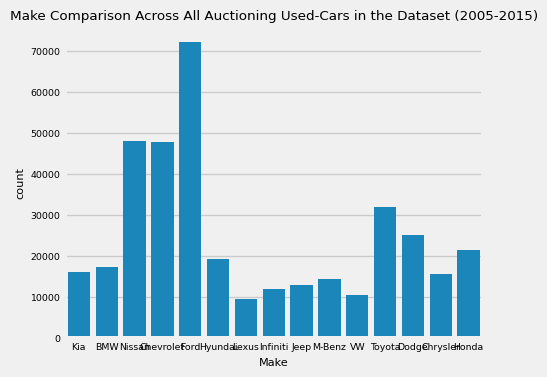 Make Comparison Across All Auctioning Used-Cars in the Dataset (2005-2015)
70000
60000
50000
40000
30000
20000
10000
0
count
Kia BMW Nissan Chevrolet Ford Hyundai Lexus Infiniti Jeep M-Benz VW Toyota Dodge Chrysler Honda
Make